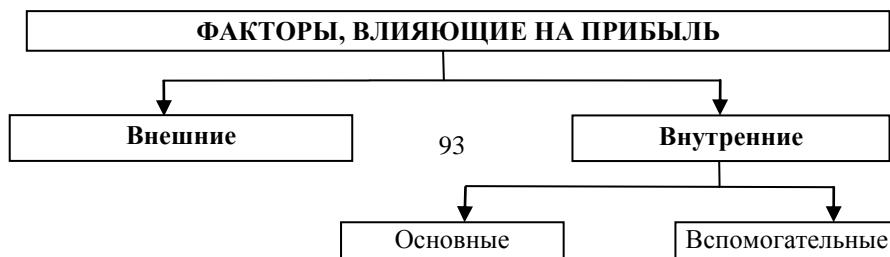 ФАКТОРЫ, ВЛИЯЮЩИЕ НА ПРИБЫЛЬ
Внешние
93
Внутренние
Основные
Вспомогательные